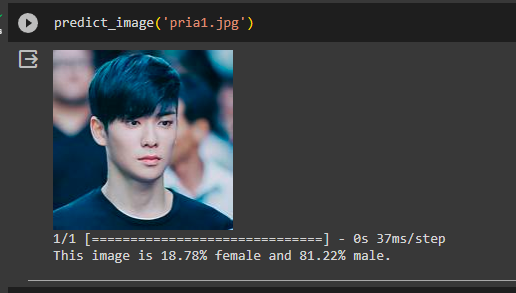 predict_image('pria1.jpg')
1/1 [==============================] - 0s 37ms/step
This image is 18.78% female and 81.22% male.